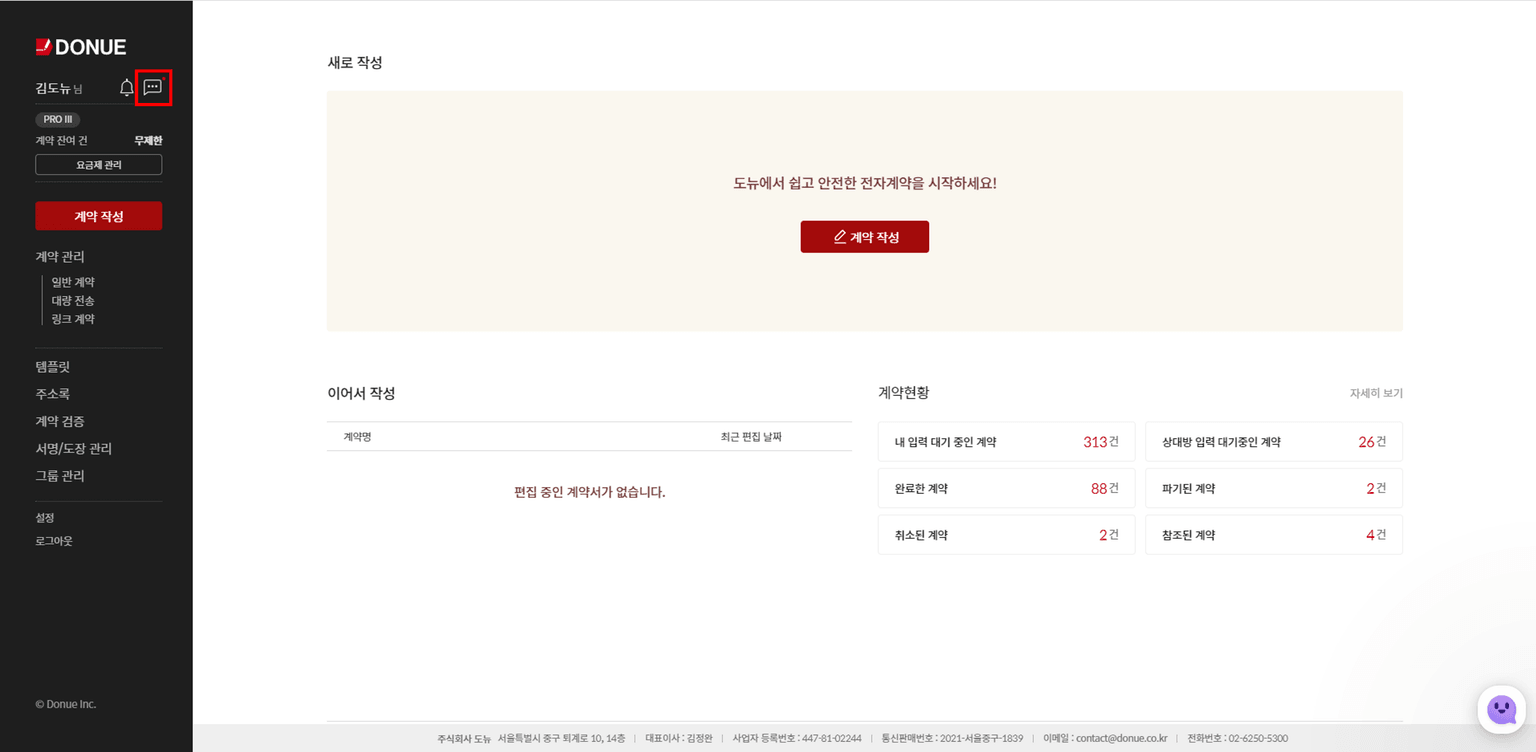 DONUE
김도뉴 님
PRO III
계약 잔여 건 무제한
요금제 관리
계약 작성
계약 관리
일반 계약
대량 전송
링크 계약
템플릿
주소록
계약 검증
서명/도장 관리
그룹 관리
설정
로그아웃
© Donue Inc.
새로 작성
도뉴에서 쉽고 안전한 전자계약을 시작하세요!
계약 작성
이어서 작성
계약명 최근 편집 날짜
편집 중인 계약서가 없습니다.
계약현황 자세히 보기
내 입력 대기 중인 계약 313건
상대방 입력 대기중인 계약 26건
완료한 계약 88건
파기된 계약 2건
취소된 계약 2건
참조된 계약 4건
주식회사 도뉴 서울특별시 중구 퇴계로 10, 14층 | 대표이사 : 김정완 | 사업자 등록번호 : 447-81-02244 | 통신판매번호 : 2021-서울중구-1839 | 이메일 : contact@donue.co.kr | 전화번호 : 02-6250-5300